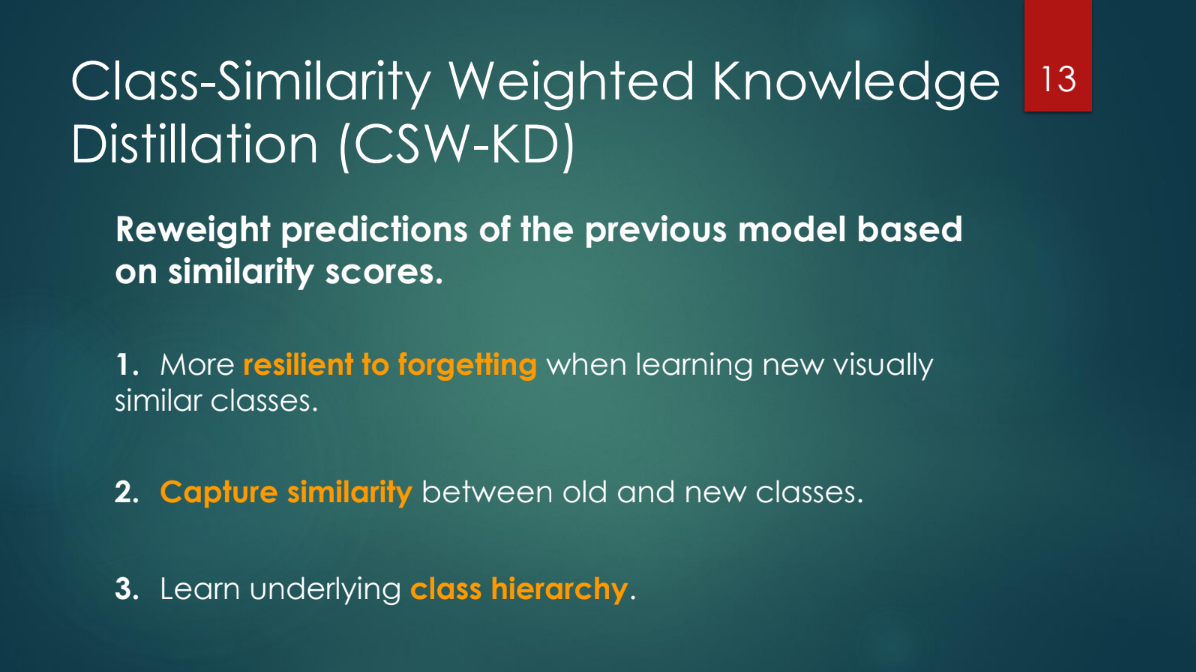 Class-Similarity Weighted Knowledge
Distillation (CSW-KD)
13
Reweight predictions of the previous model based
on similarity scores.
1. More resilient to forgetting when learning new visually
similar classes.
2. Capture similarity between old and new classes.
3. Learn underlying class hierarchy.